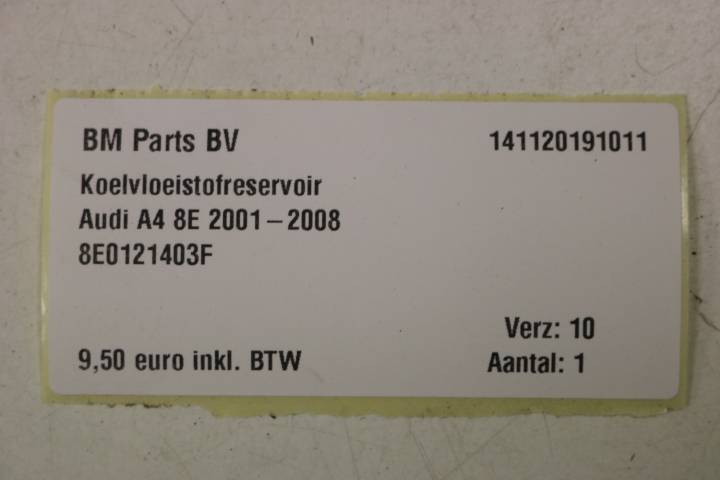 BM Parts BV 141120191011
Koelvloeistofreservoir
Audi A4 8E 2001-2008
8E0121403F
Verz: 10
9,50 euro inkl. BTW Aantal: 1